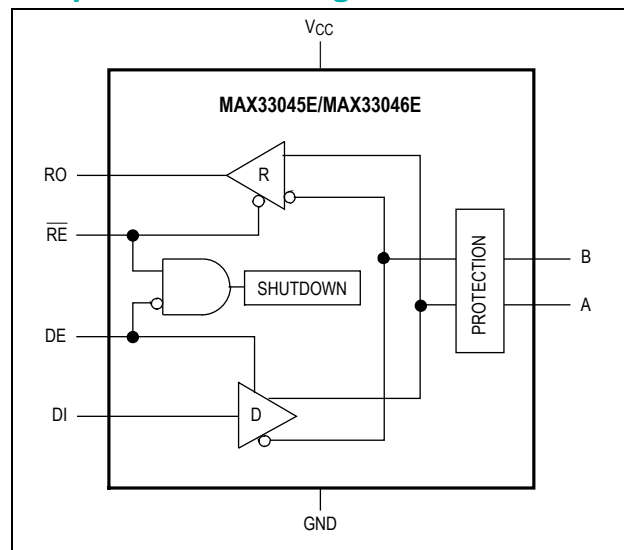 VCC
MAX33045E/MAX33046E
RO
R
RE
PROTECTION
B
SHUTDOWN
A
DE
DI
D
GND